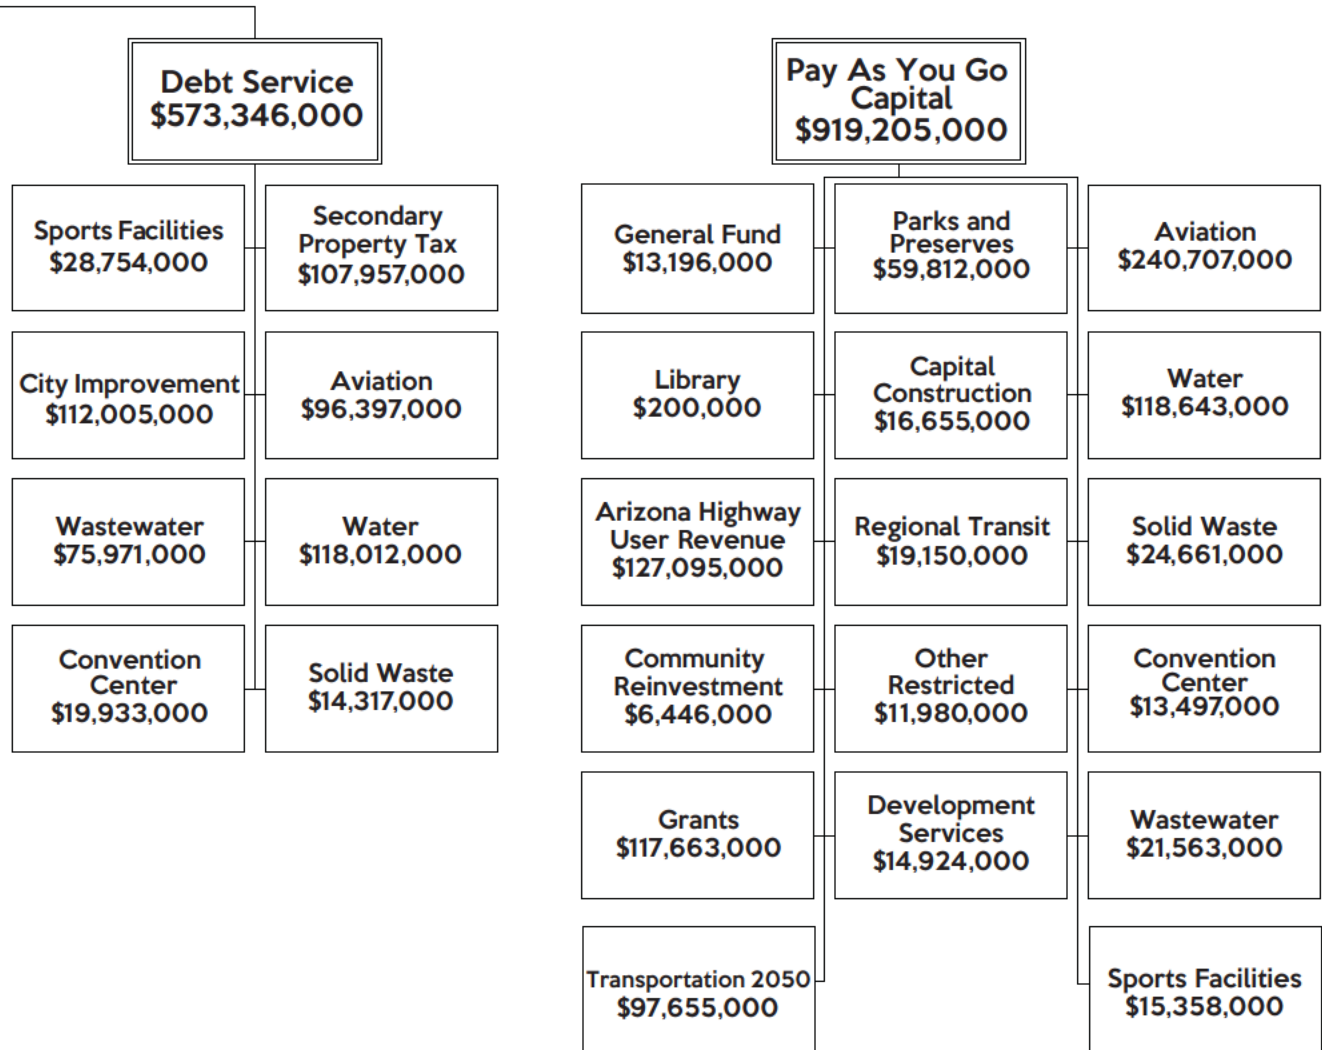 Debt Service
$573,346,000
Sports Facilities
$28,754,000
Secondary
Property Tax
$107,957,000
City Improvement
$112,005,000
Aviation
$96,397,000
Wastewater
$75,971,000
Water
$118,012,000
Convention
Center
$19,933,000
Solid Waste
$14,317,000
Pay As You Go
Capital
$919,205,000
General Fund
$13,196,000
Parks and
Preserves
$59,812,000
Aviation
$240,707,000
Library
$200,000
Capital
Construction
$16,655,000
Water
$118,643,000
Arizona Highway
User Revenue
$127,095,000
Regional Transit
$19,150,000
Solid Waste
$24,661,000
Community
Reinvestment
$6,446,000
Other
Restricted
$11,980,000
Convention
Center
$13,497,000
Grants
$117,663,000
Development
Services
$14,924,000
Wastewater
$21,563,000
Transportation 2050
$97,655,000
Sports Facilities
$15,358,000